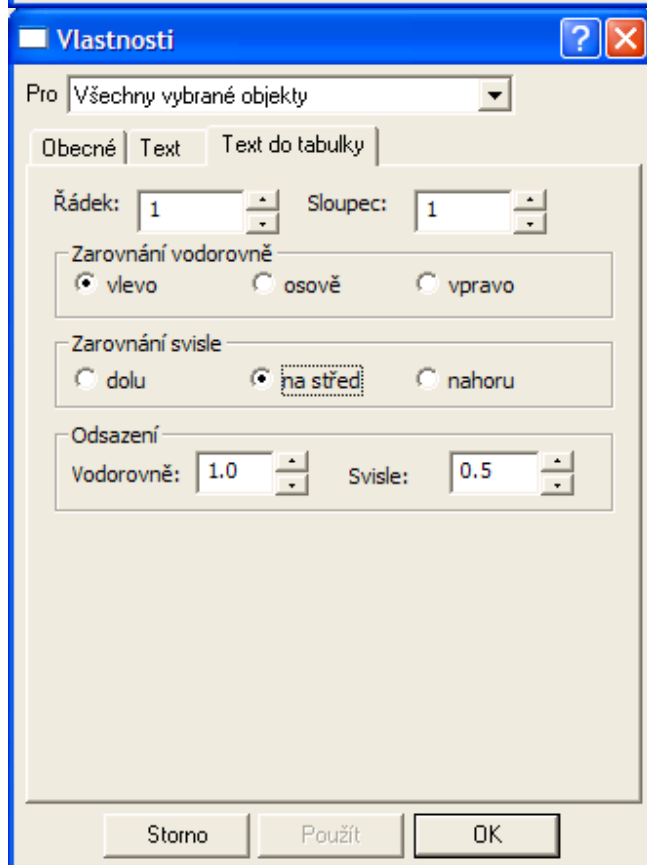 Vlastnosti
Pro Všechny vybrané objekty
Obecné Text Text do tabulky
Řádek: 1 Sloupec: 1
Zarovnání vodorovně
vlevo osově vpravo
Zarovnání svisle
dolu na střed nahoru
Odsazení
Vodorovně: 1.0 Svisle: 0.5
Storno Použít OK